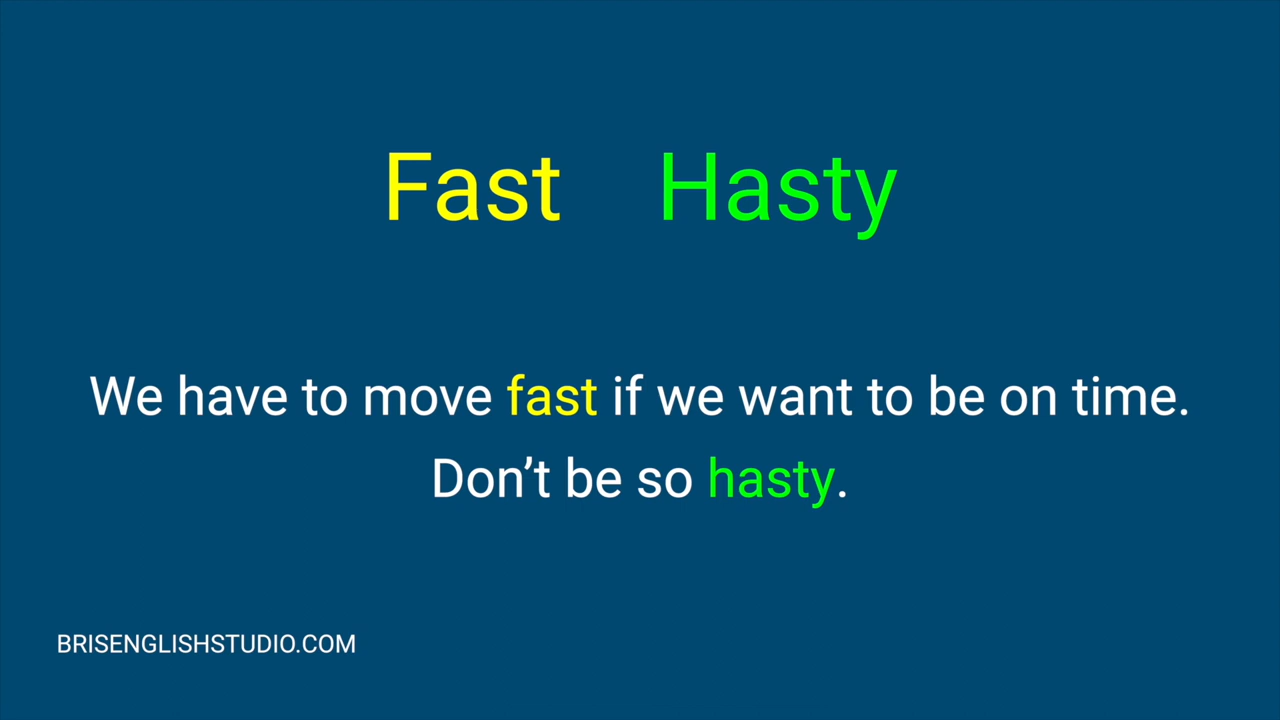 Fast Hasty
We have to move fast if we want to be on time.
Don’t be so hasty.
BRISENGLISHSTUDIO.COM